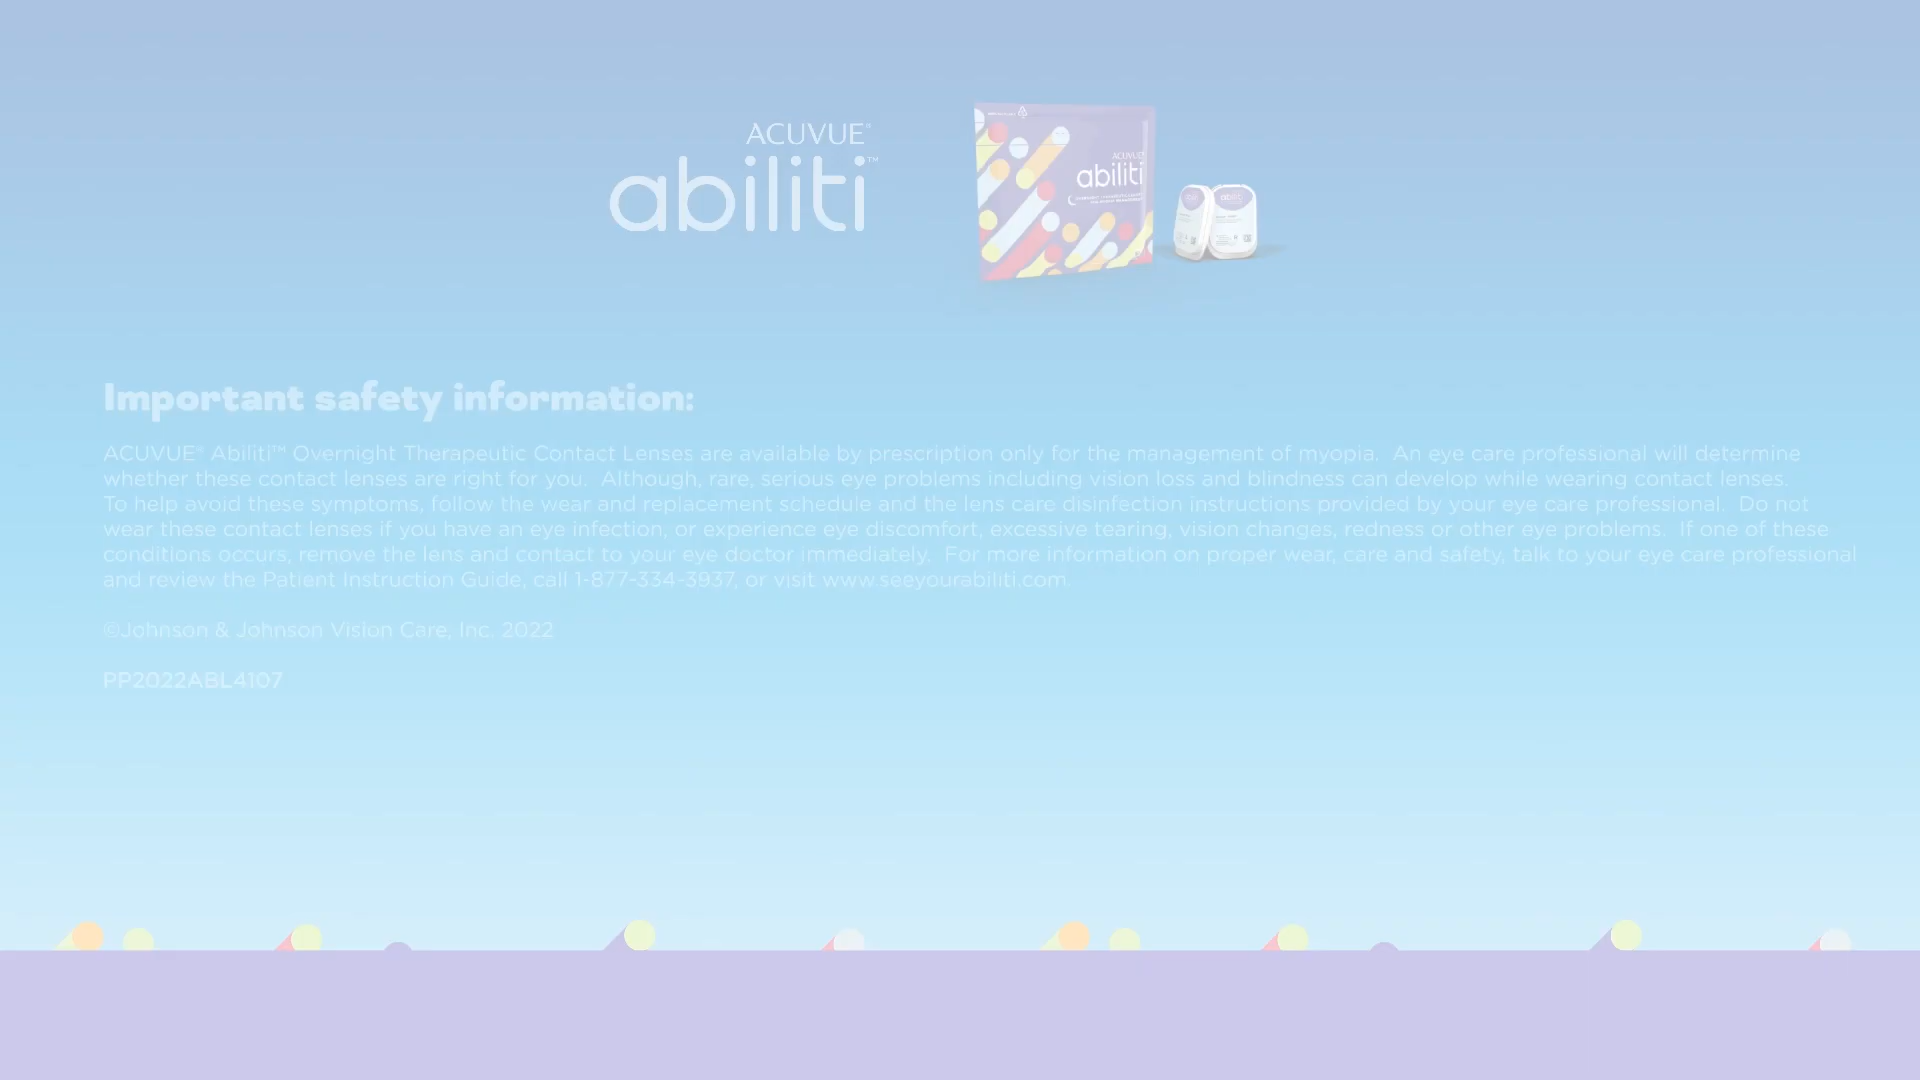 ACUVUE®
abiliti™
ACUVUE®
abiliti
abiliti
Important safety information:
ACUVUE® Abiliti™ Overnight Therapeutic Contact Lenses are available by prescription only for the management of myopia.  An eye care professional will determine
whether these contact lenses are right for you.  Although, rare, serious eye problems including vision loss and blindness can develop while wearing contact lenses.
To help avoid these symptoms, follow the wear and replacement schedule and the lens care disinfection instructions provided by your eye care professional.  Do not
wear these contact lenses if you have an eye infection, or experience eye discomfort, excessive tearing, vision changes, redness or other eye problems.  If one of these
conditions occurs, remove the lens and contact to your eye doctor immediately.  For more information on proper wear, care and safety, talk to your eye care professional
and review the Patient Instruction Guide, call 1-877-334-3937, or visit www.seeyourabiliti.com
©Johnson & Johnson Vision Care, Inc. 2022
PP2022ABL4107